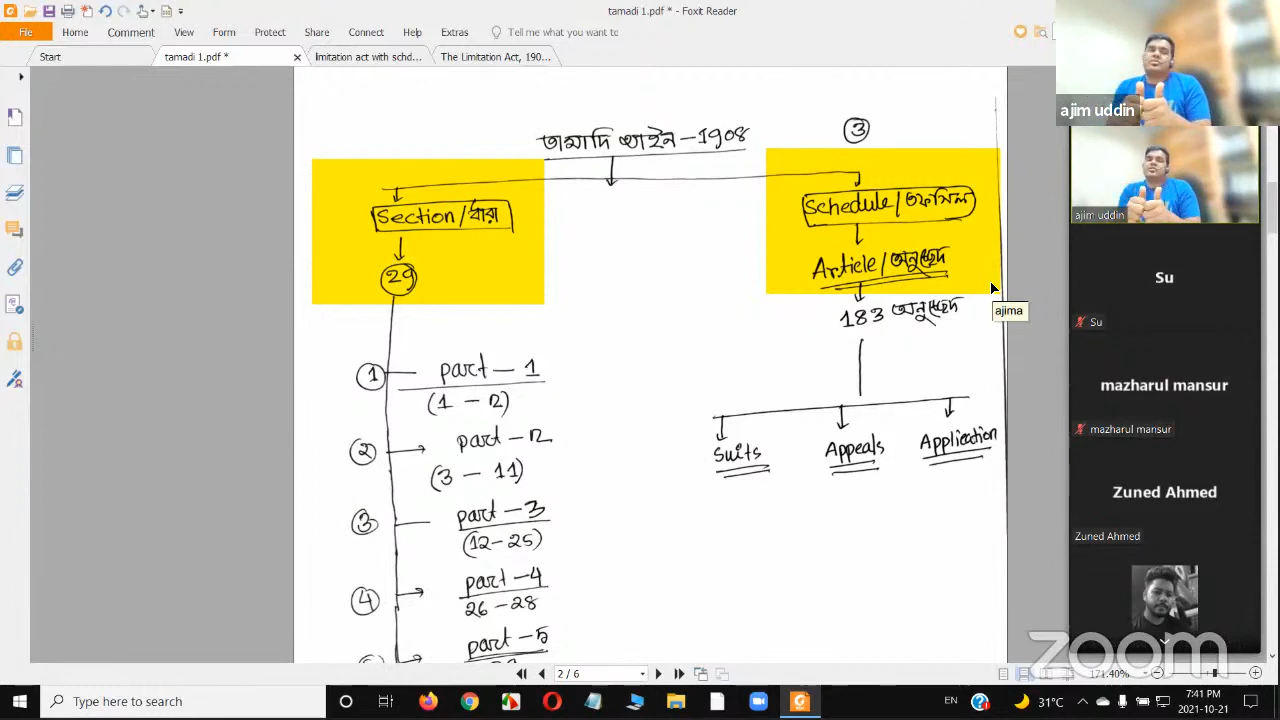 tamadi 1.pdf * - Foxit Reader
File Home Comment View Form Protect Share Connect Help Extras Tell me what you want to
Start tamadi 1.pdf * lmitation act with sched... The Limitation Act, 190...
তামাদি আইন – 1908
3
Section/ধারা
29
Schedule/তফসিল
Article/অনুচ্ছেদ
183 অনুচ্ছেদ
1 part – 1
(1 – 2)
2 part – 2
(3 – 11)
3 part – 3
(12 – 25)
4 part – 4
26 – 28
part – 5
Suits Appeals Application
ajima
ajim uddin
ajim uddin
Su
Su
mazharul mansur
mazharul mansur
Zuned Ahmed
Zuned Ahmed
zoom
2 / 6
171.40%
Type here to search
EN
31°C
7:41 PM
2021-10-21